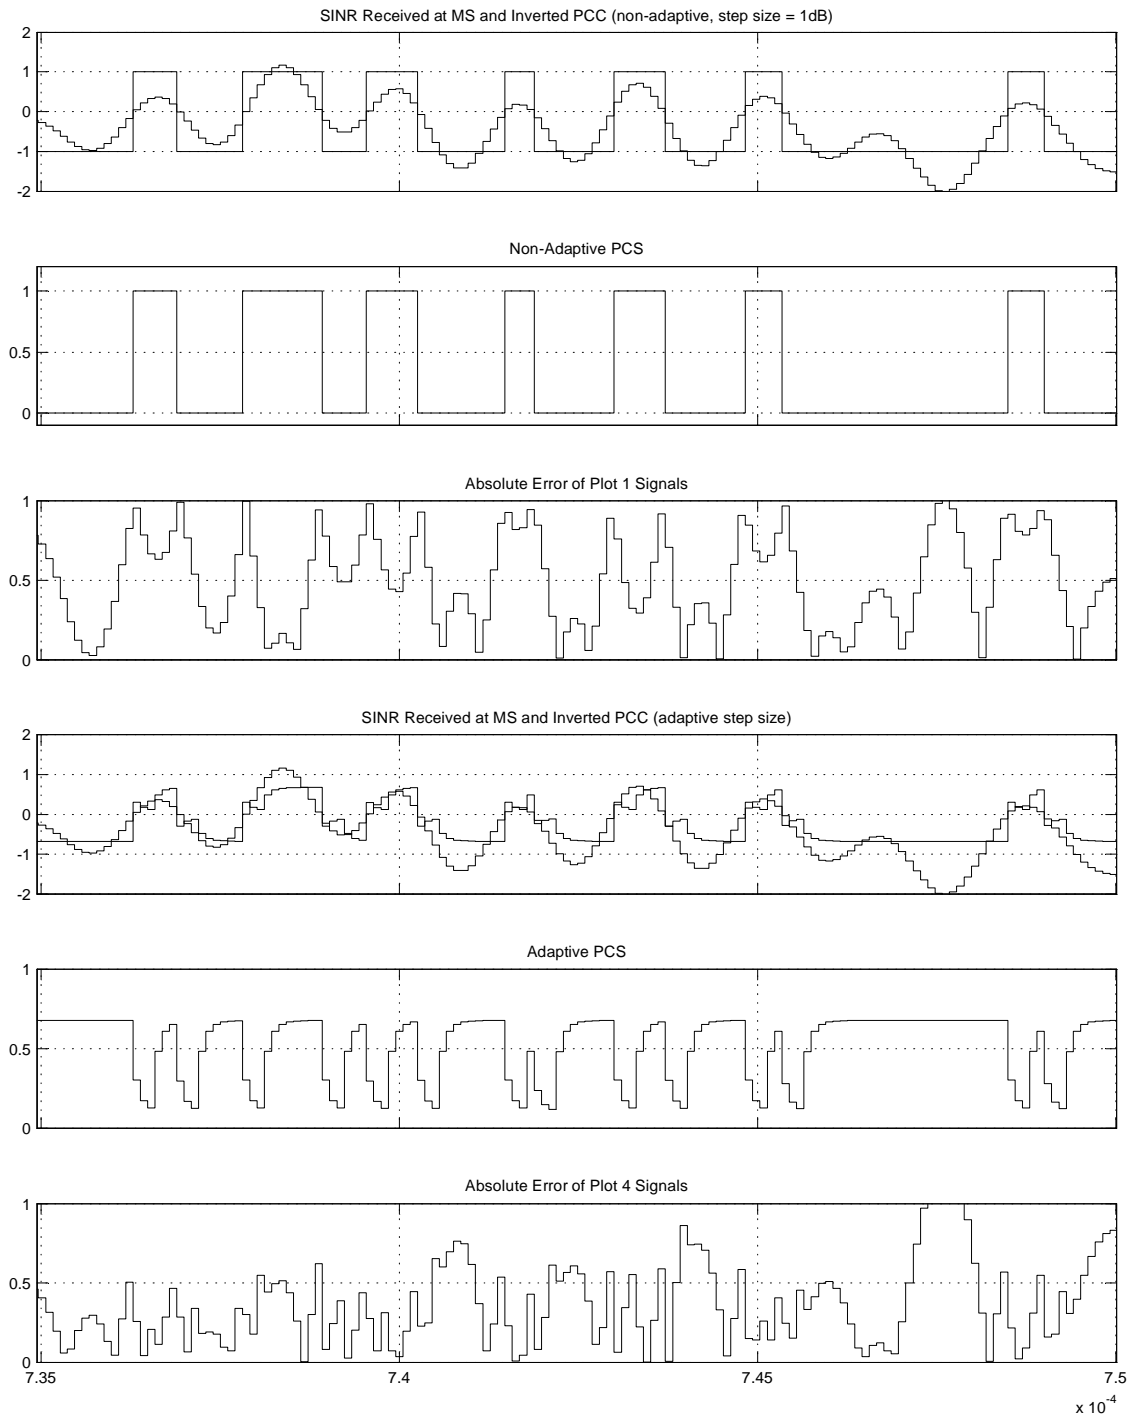 SINR Received at MS and Inverted PCC (non-adaptive, step size = 1dB)
2
1
0
-1
-2
Non-Adaptive PCS
1
0.5
0
Absolute Error of Plot 1 Signals
1
0.5
0
SINR Received at MS and Inverted PCC (adaptive step size)
2
1
0
-1
-2
Adaptive PCS
1
0.5
0
Absolute Error of Plot 4 Signals
1
0.5
0
7.35 7.4 7.45 7.5
x 10⁻⁴